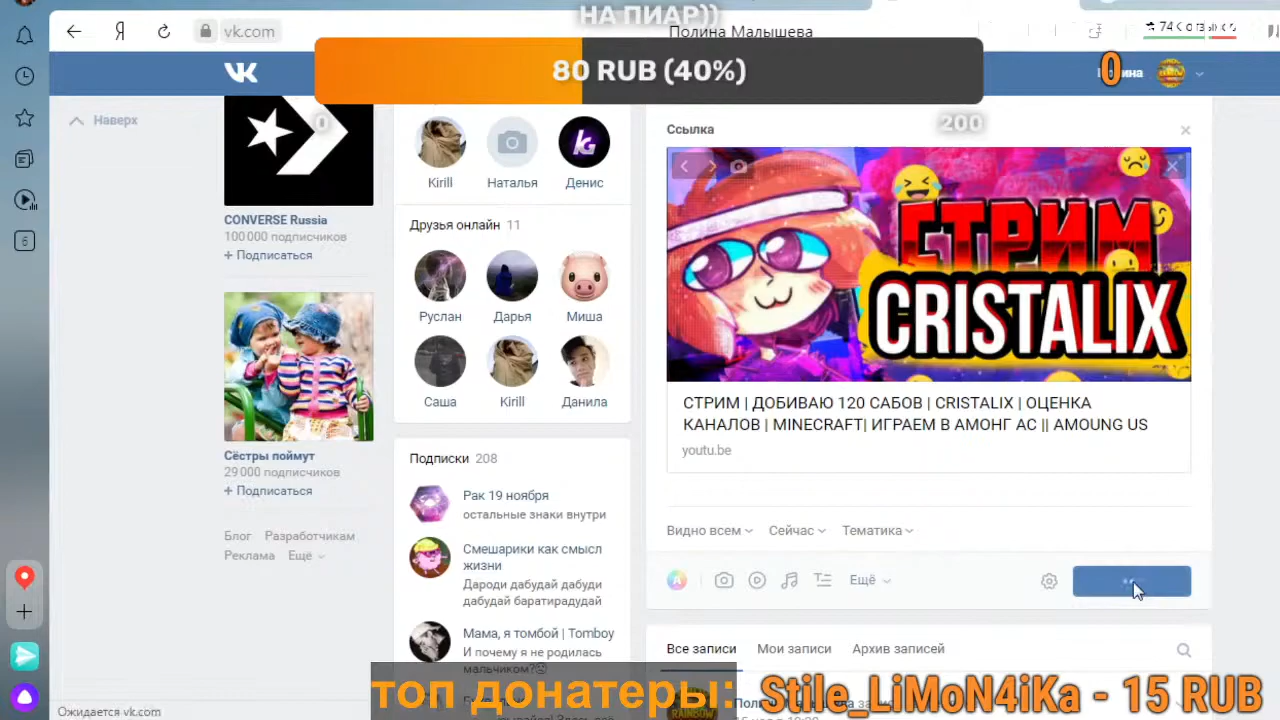 НА ПИАР))
vk.com
Полина Малышева
80 RUB (40%)
0
0
200
Наверх
CONVERSE Russia
100 000 подписчиков
+ Подписаться
Сёстры поймут
29 000 подписчиков
+ Подписаться
Блог Разработчикам
Реклама Ещё
Kirill Наталья Денис
Друзья онлайн 11
Руслан Дарья Миша
Саша Kirill Данила
Подписки 208
Рак 19 ноября
остальные знаки внутри
Смешарики как смысл
жизни
Дароди дабудай дабуди
дабудай баратирадудай
Мама, я томбой | Tomboy
И почему я не родилась
мальчиком?
Ссылка
СТРИМ
CRISTALIX
СТРИМ | ДОБИВАЮ 120 САБОВ | CRISTALIX | ОЦЕНКА
КАНАЛОВ | MINECRAFT| ИГРАЕМ В АМОНГ АС || AMOUNG US
youtu.be
Видно всем Сейчас Тематика
Ещё
Все записи Мои записи Архив записей
топ донатеры: Stile_LiMoN4iKa - 15 RUB
Ожидается vk.com